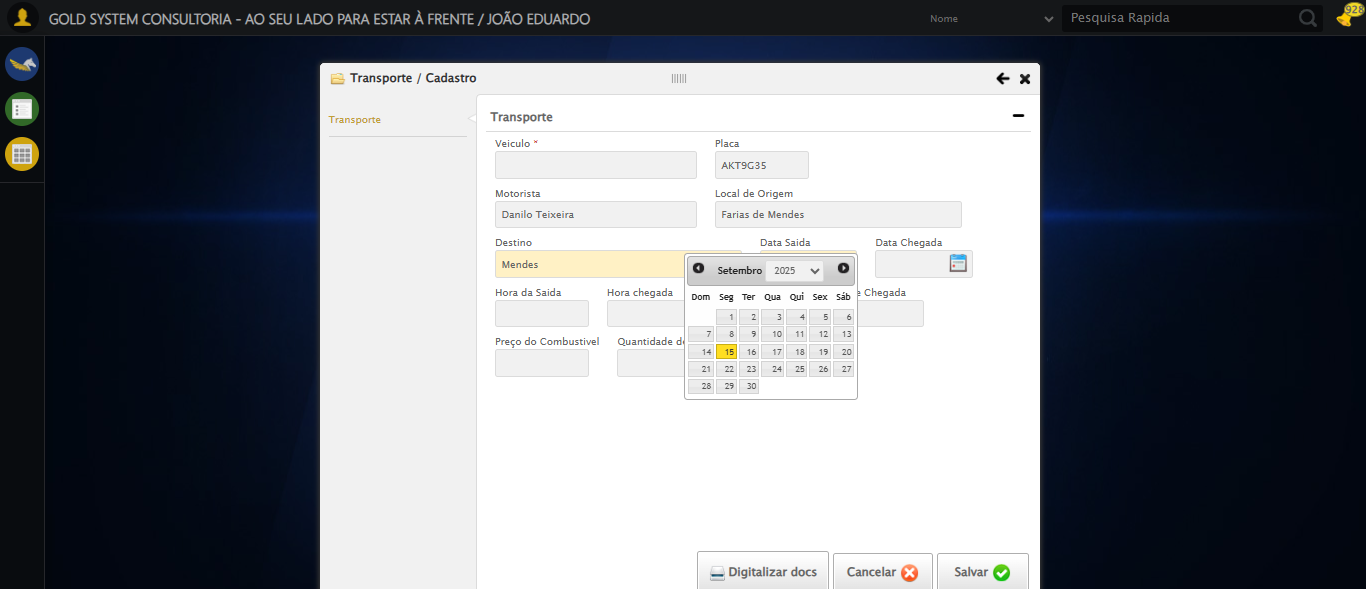 GOLD SYSTEM CONSULTORIA - AO SEU LADO PARA ESTAR À FRENTE / JOÃO EDUARDO
Nome
Pesquisa Rapida
928
Transporte / Cadastro
Transporte
Transporte
Veiculo *
Placa
AKT9G35
Motorista
Local de Origem
Danilo Teixeira
Farias de Mendes
Destino
Data Saida
Data Chegada
Mendes
Setembro 2025
Dom Seg Ter Qua Qui Sex Sáb
1 2 3 4 5 6
7 8 9 10 11 12 13
14 15 16 17 18 19 20
21 22 23 24 25 26 27
28 29 30
Hora da Saida
Hora chegada
e Chegada
Preço do Combustivel
Quantidade de
Digitalizar docs
Cancelar
Salvar